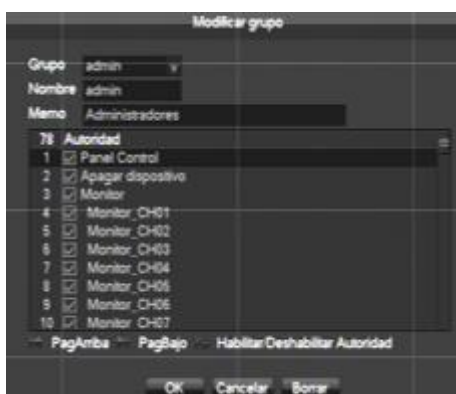 Modificar grupo
Grupo admin
Nombre admin
Memo Administradores
78 Autoridad
1 Panel Control
2 Apagar dispositivo
3 Monitor
4 Monitor_CH01
5 Monitor_CH02
6 Monitor_CH03
7 Monitor_CH04
8 Monitor_CH05
9 Monitor_CH06
10 Monitor_CH07
PagArriba PagBajo Habilitar/Deshabilitar Autoridad
OK Cancelar Borrar